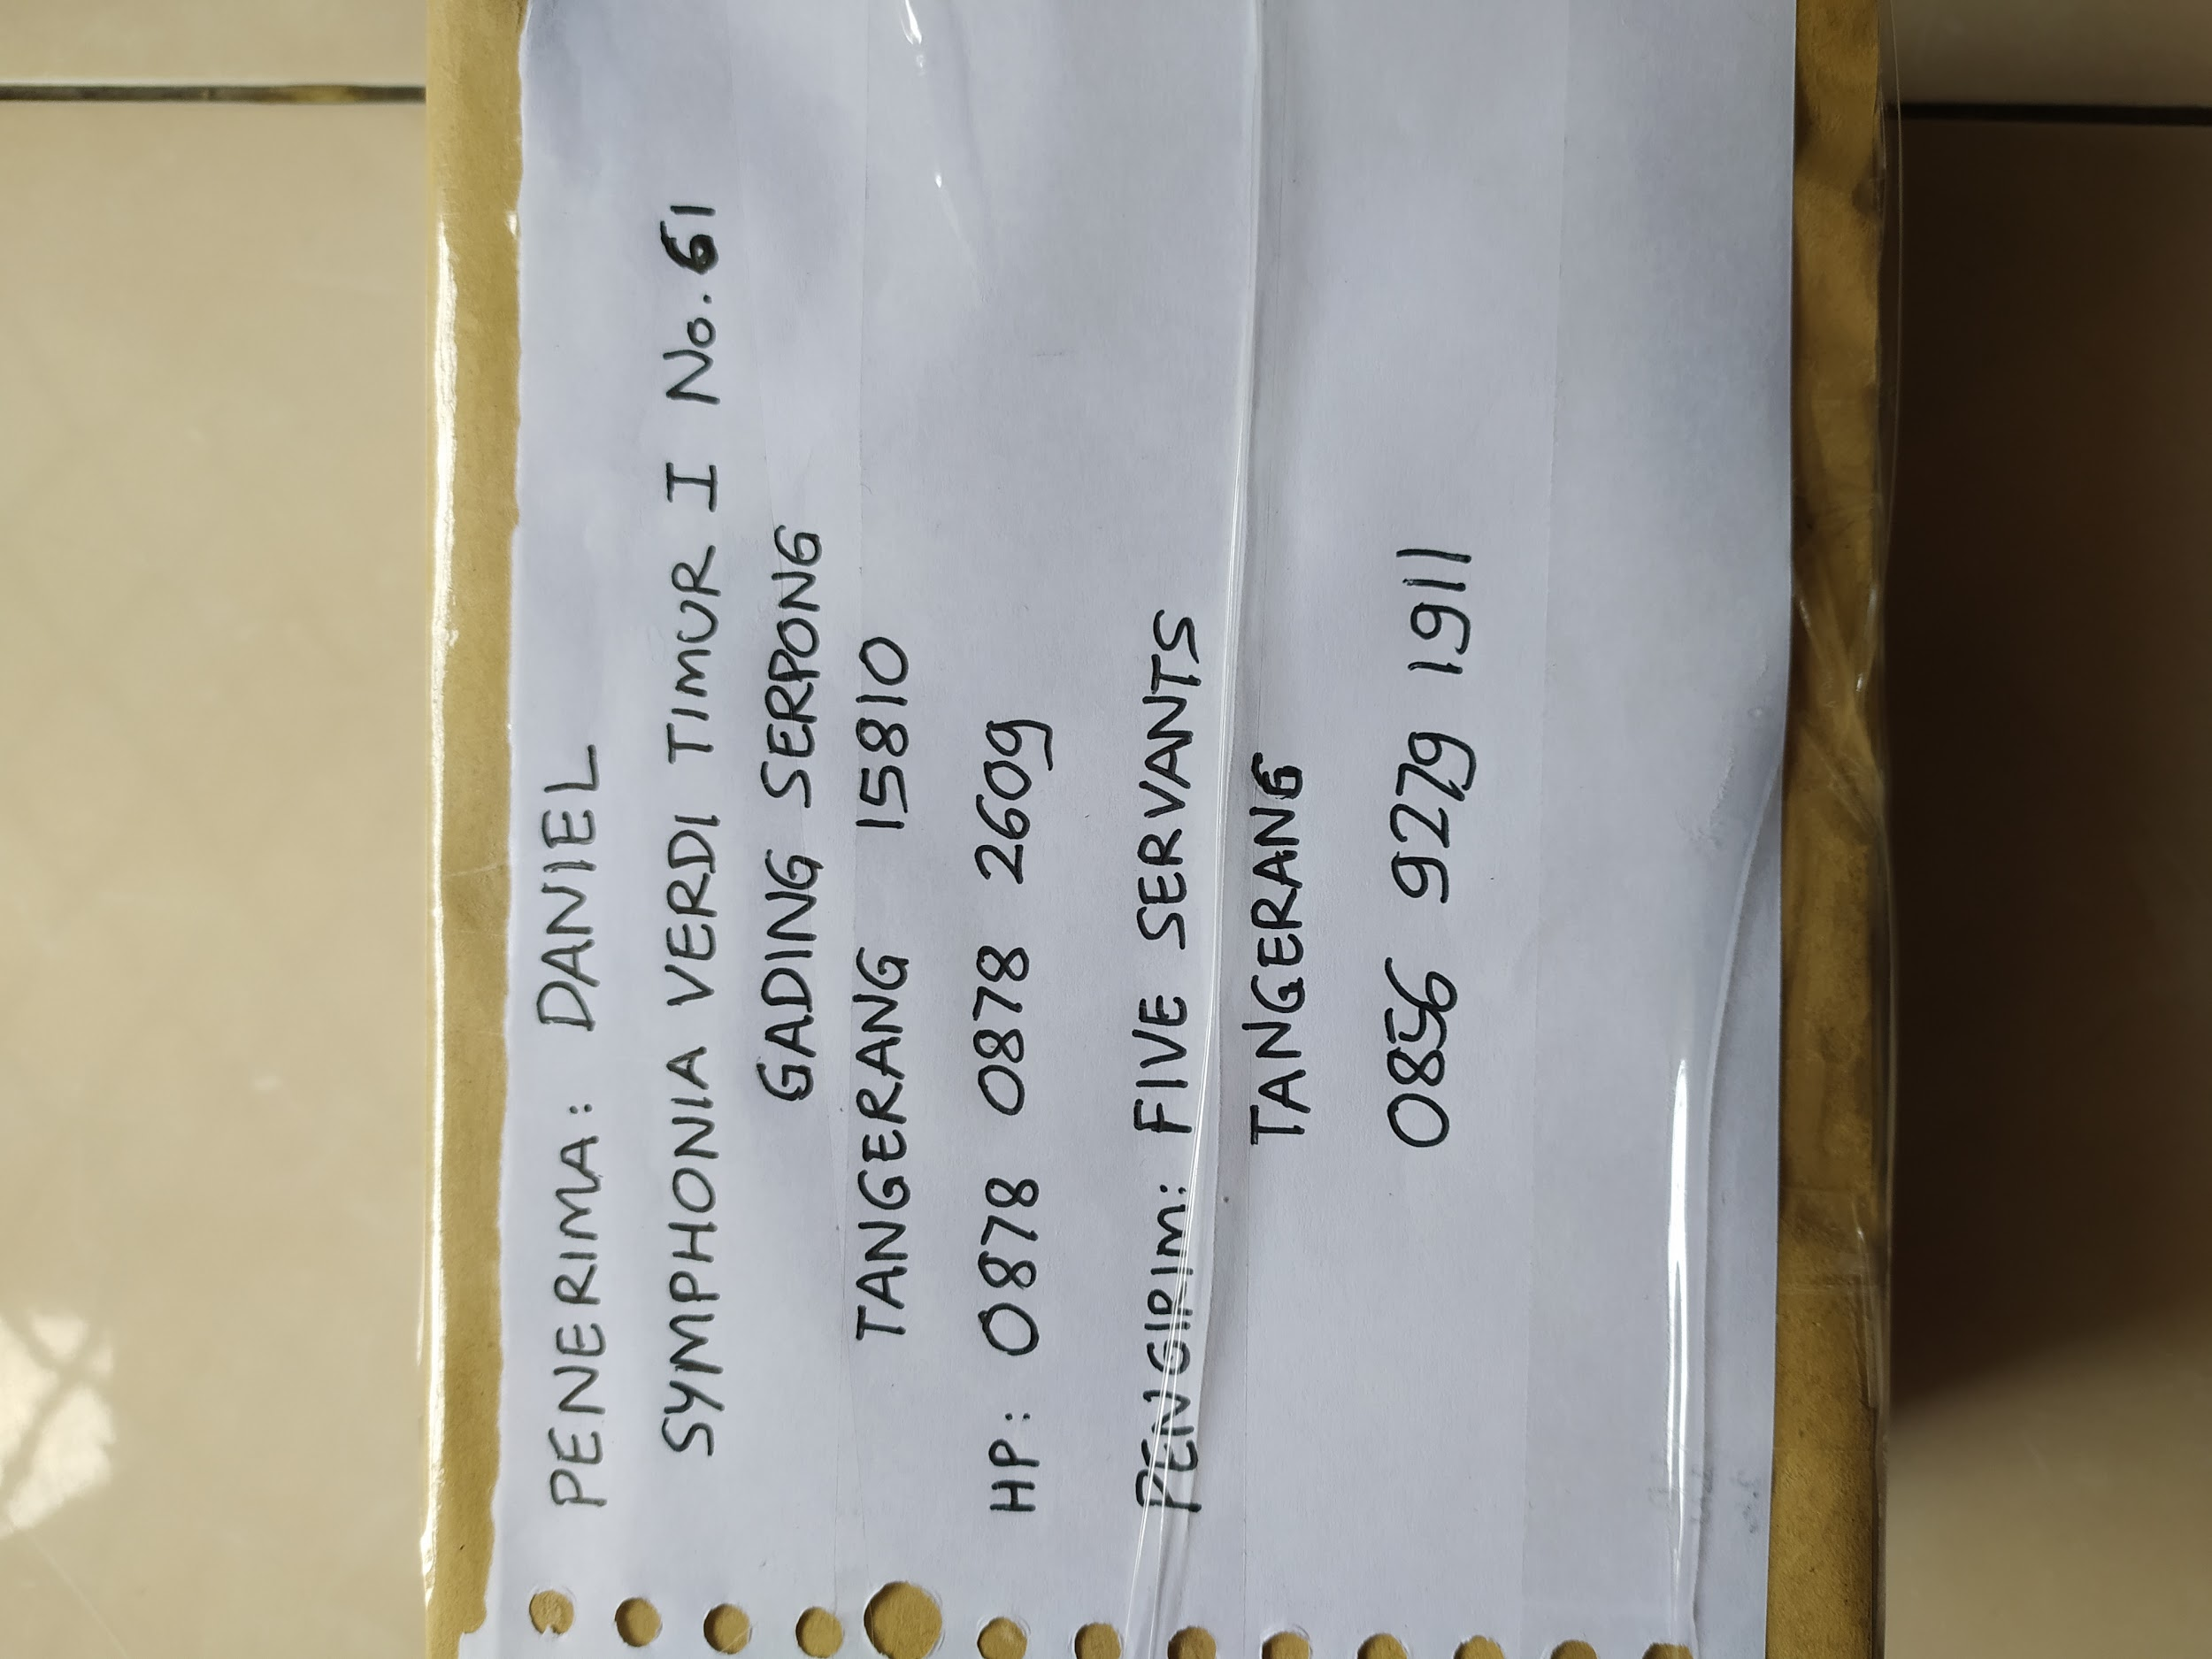 PENERIMA: DANIEL
SYMPHONIA VERDI TIMUR I No. 61
GADING SERPONG
TANGERANG 15810
HP: 0878 0878 2609
PENGIRIM: FIVE SERVANTS
TANGERANG
0856 9279 1911